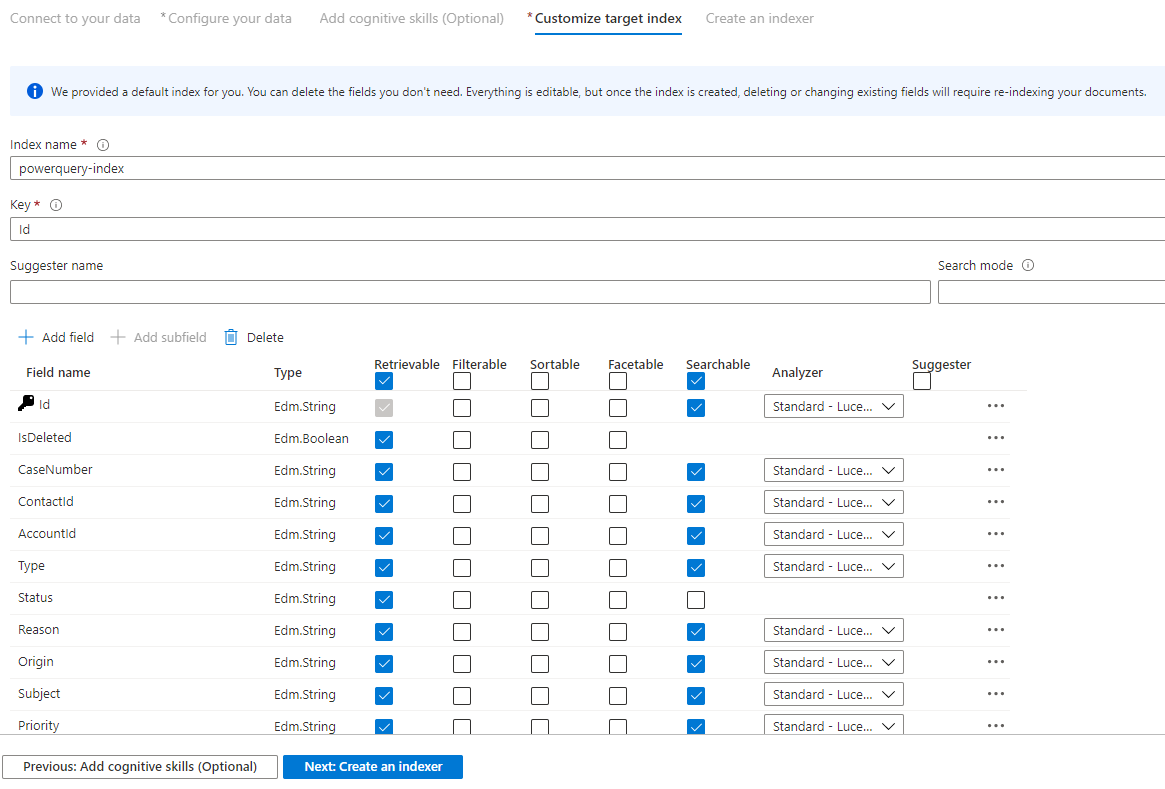 Connect to your data * Configure your data Add cognitive skills (Optional) * Customize target index Create an indexer
We provided a default index for you. You can delete the fields you don't need. Everything is editable, but once the index is created, deleting or changing existing fields will require re-indexing your documents.
Index name *
powerquery-index
Key *
Id
Suggester name Search mode
Add field Add subfield Delete
Field name Type Retrievable Filterable Sortable Facetable Searchable Analyzer Suggester
Id Edm.String Standard - Luce...
IsDeleted Edm.Boolean
CaseNumber Edm.String Standard - Luce...
ContactId Edm.String Standard - Luce...
AccountId Edm.String Standard - Luce...
Type Edm.String Standard - Luce...
Status Edm.String
Reason Edm.String Standard - Luce...
Origin Edm.String Standard - Luce...
Subject Edm.String Standard - Luce...
Priority Edm.String Standard - Luce...
Previous: Add cognitive skills (Optional) Next: Create an indexer